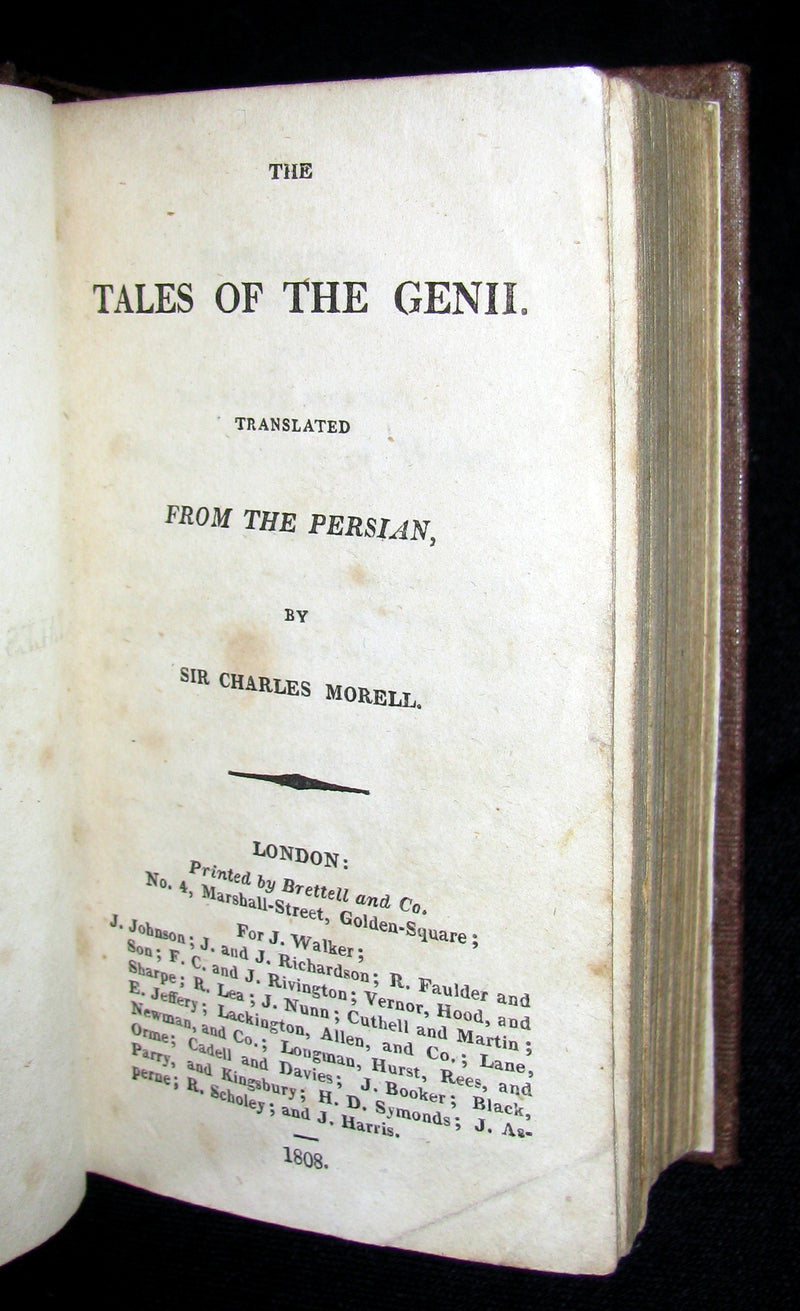 THE
TALES OF THE GENII.
TRANSLATED
FROM THE PERSIAN,
BY
SIR CHARLES MORELL.
LONDON:
Printed by Brettell and Co.
No. 4, Marshall-Street, Golden-Square;
For J. Walker;
J. Johnson; J. and J. Richardson; R. Faulder and
Son; F. C. and J. Rivington; Vernor, Hood, and
Sharpe; R. Lea; J. Nunn; Cuthell and Martin;
E. Jeffery; Lackington, Allen, and Co.; Lane,
Newman, and Co.; Longman, Hurst, Rees, and
Orme; Cadell and Davies; J. Booker; Black,
Parry, and Kingsbury; H. D. Symonds; J. As-
perne; R. Scholey; and J. Harris.
1808.